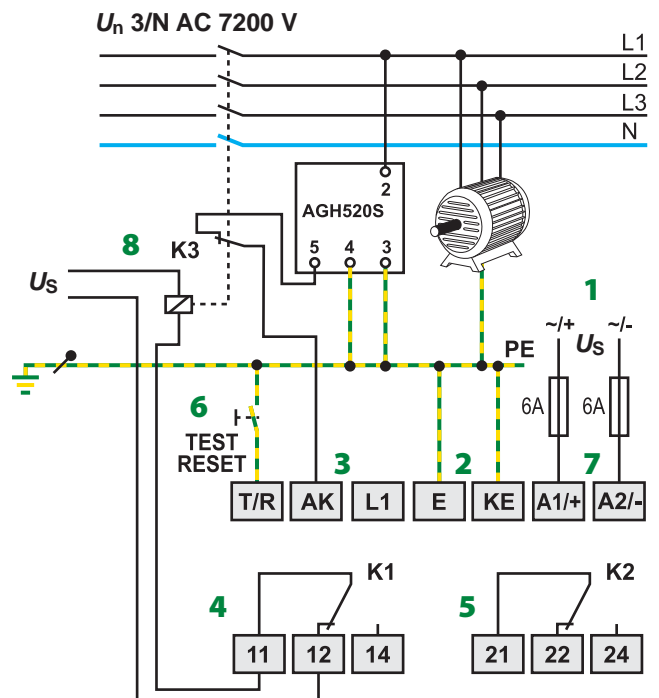 Un 3/N AC 7200 V
L1
L2
L3
N
2
AGH520S
5 4 3
8
K3
US
1
~/+ ~/-
US
PE
6A 6A
6
TEST
RESET
3 2 7
T/R AK L1 E KE A1/+ A2/-
K1 K2
4 5
11 12 14 21 22 24